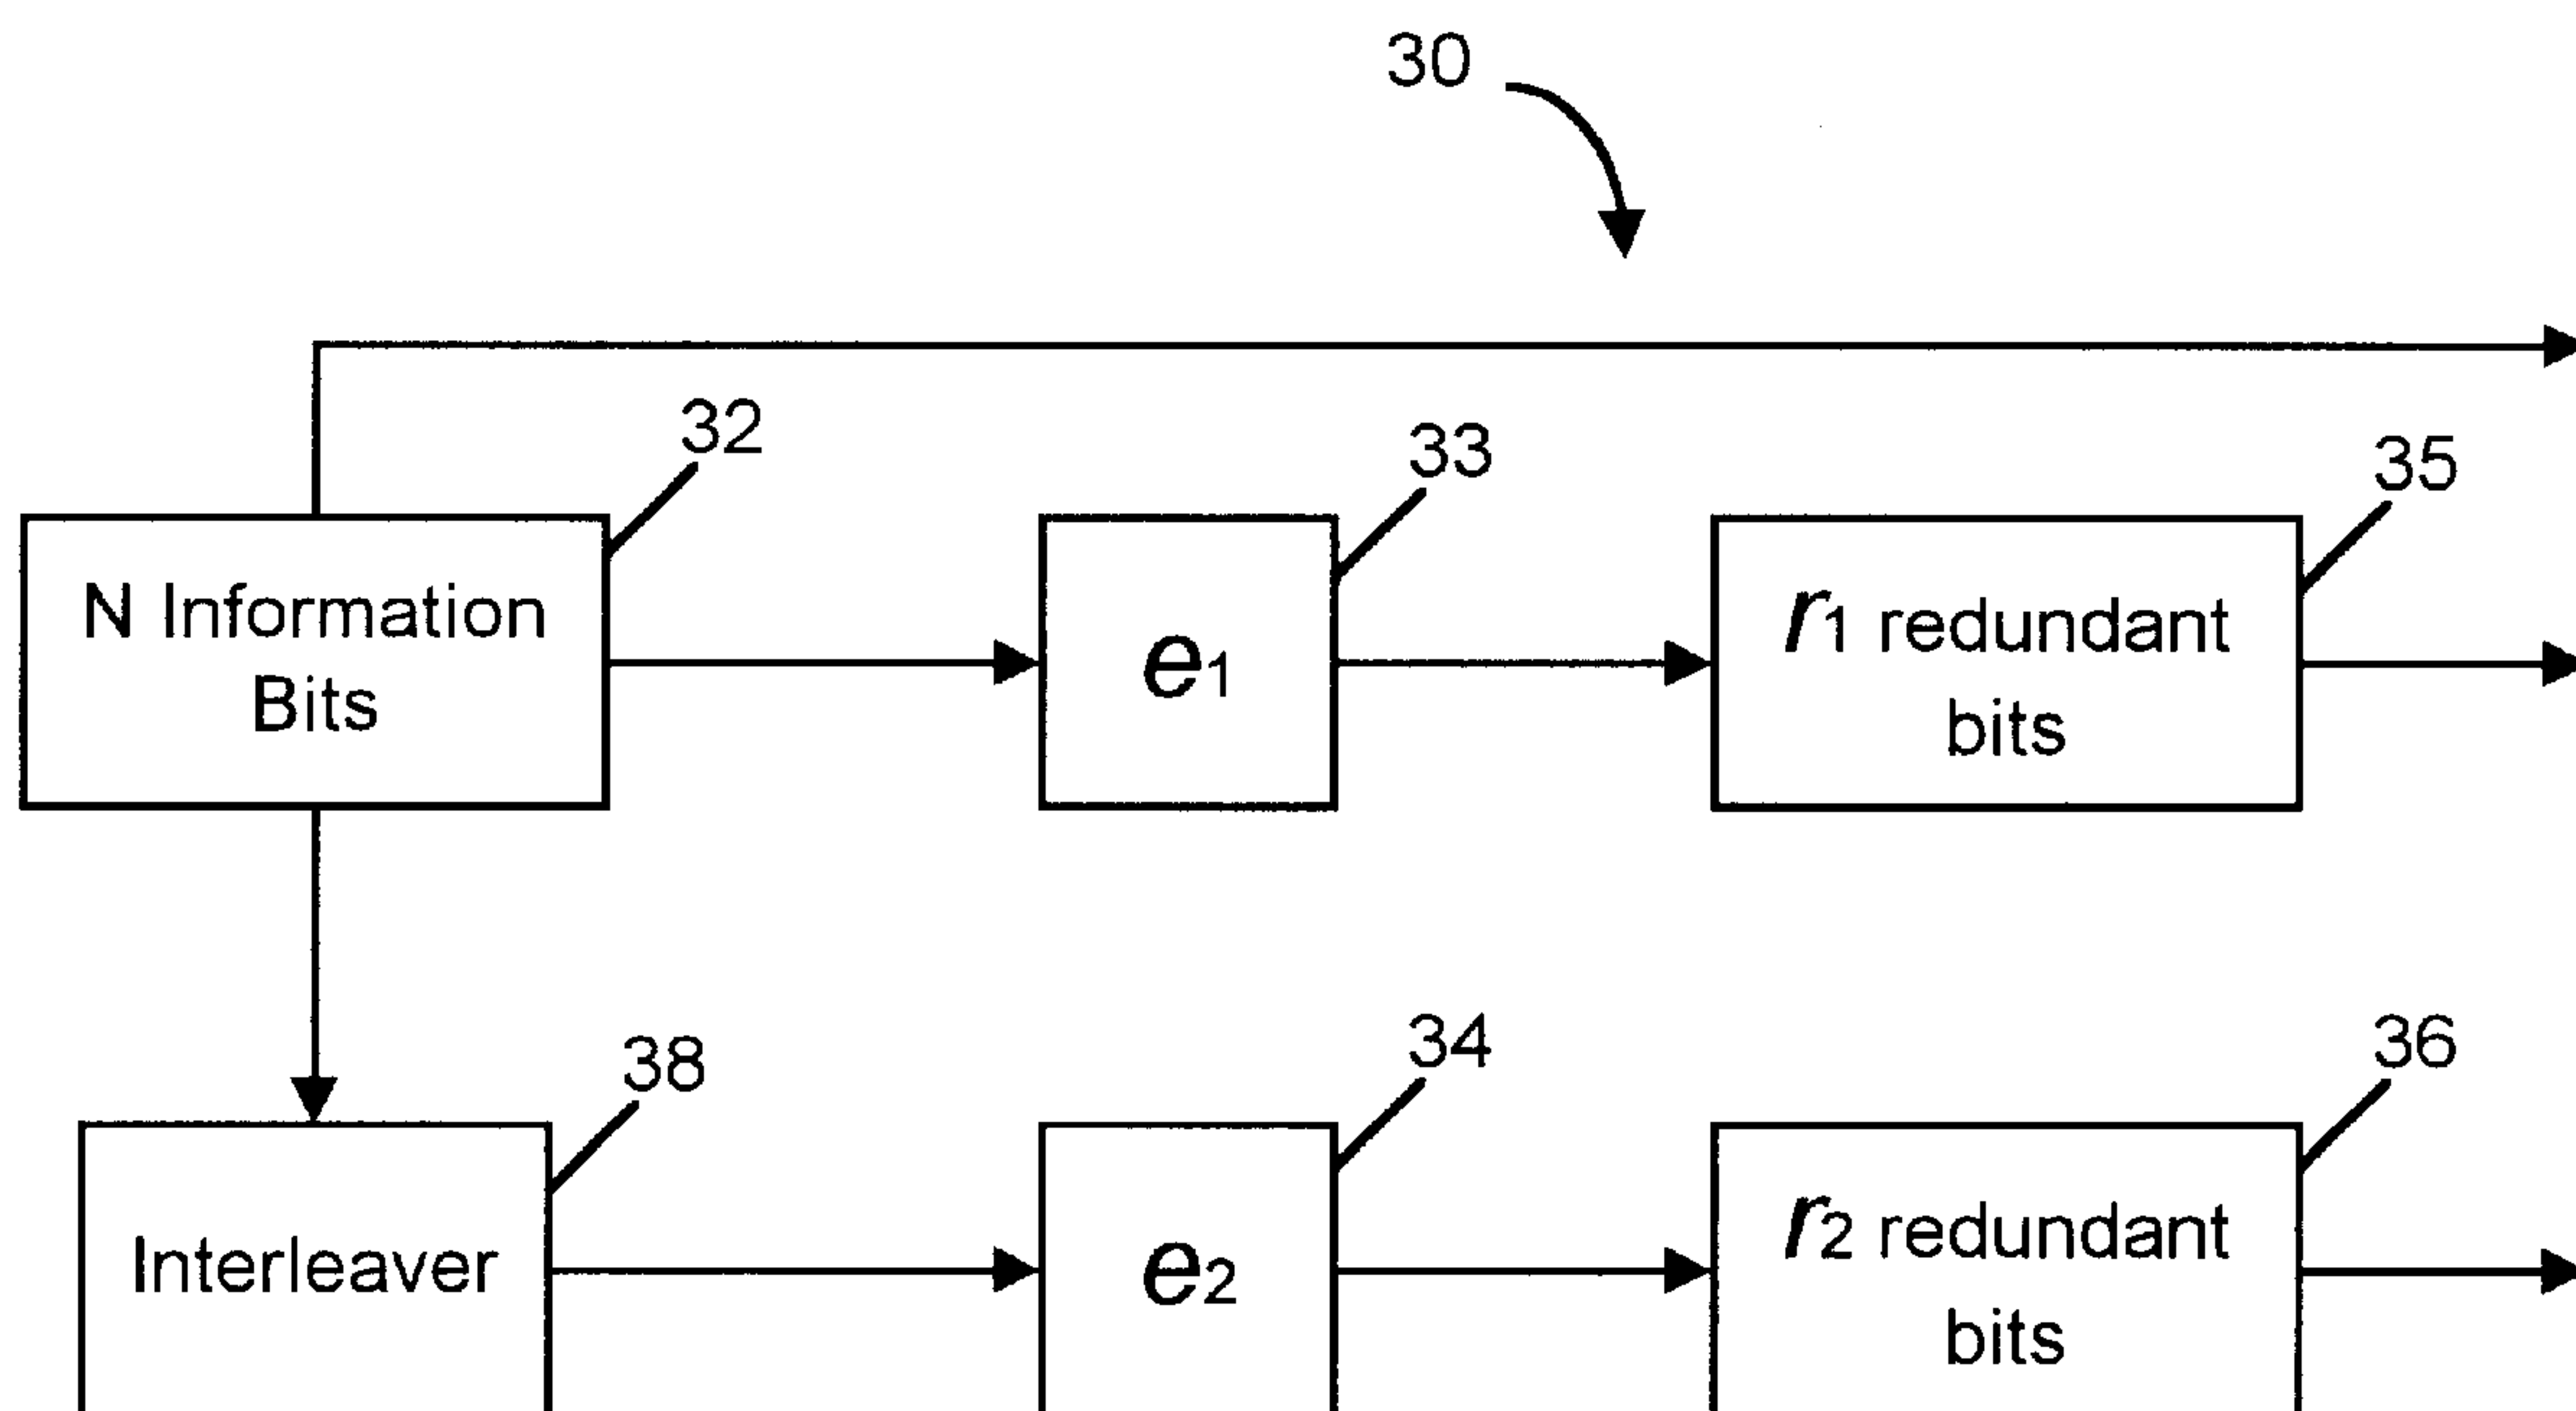 30
32
33
35
N Information
Bits
e1
r1 redundant
bits
38
34
36
Interleaver
e2
r2 redundant
bits